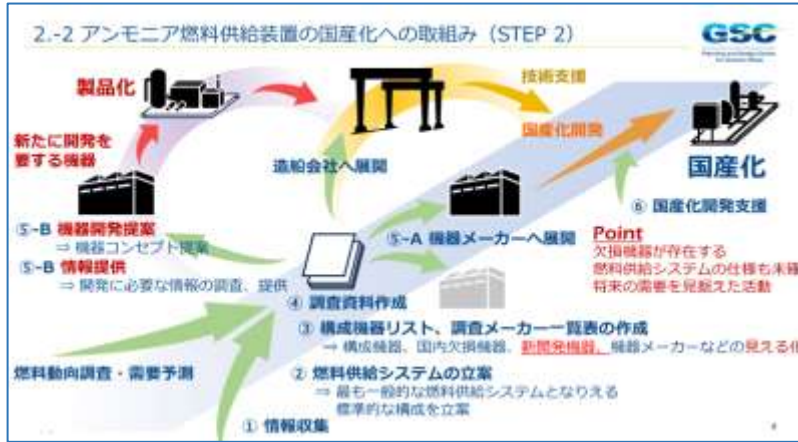 2.-2 アンモニア燃料供給装置の国産化への取組み（STEP 2）
GSC
製品化
技術支援
新たに開発を
要する機器
国産化開発
造船会社へ展開
国産化
⑤-B 機器開発提案
⇒ 機器コンセプト提案
⑤-B 情報提供
⇒ 開発に必要な情報の調査、提供
⑤-A 機器メーカーへ展開
⑥ 国産化開発支援
Point
欠損機器が存在する
燃料供給システムの仕様も未確
将来の需要を見据えた活動
④ 調査資料作成
③ 構成機器リスト、調査メーカー一覧表の作成
⇒ 構成機器、国内欠損機器、新開発機器、機器メーカーなどの見える化
燃料動向調査・需要予測
② 燃料供給システムの立案
⇒ 最も一般的な燃料供給システムとなりえる
標準的な構成を立案
① 情報収集